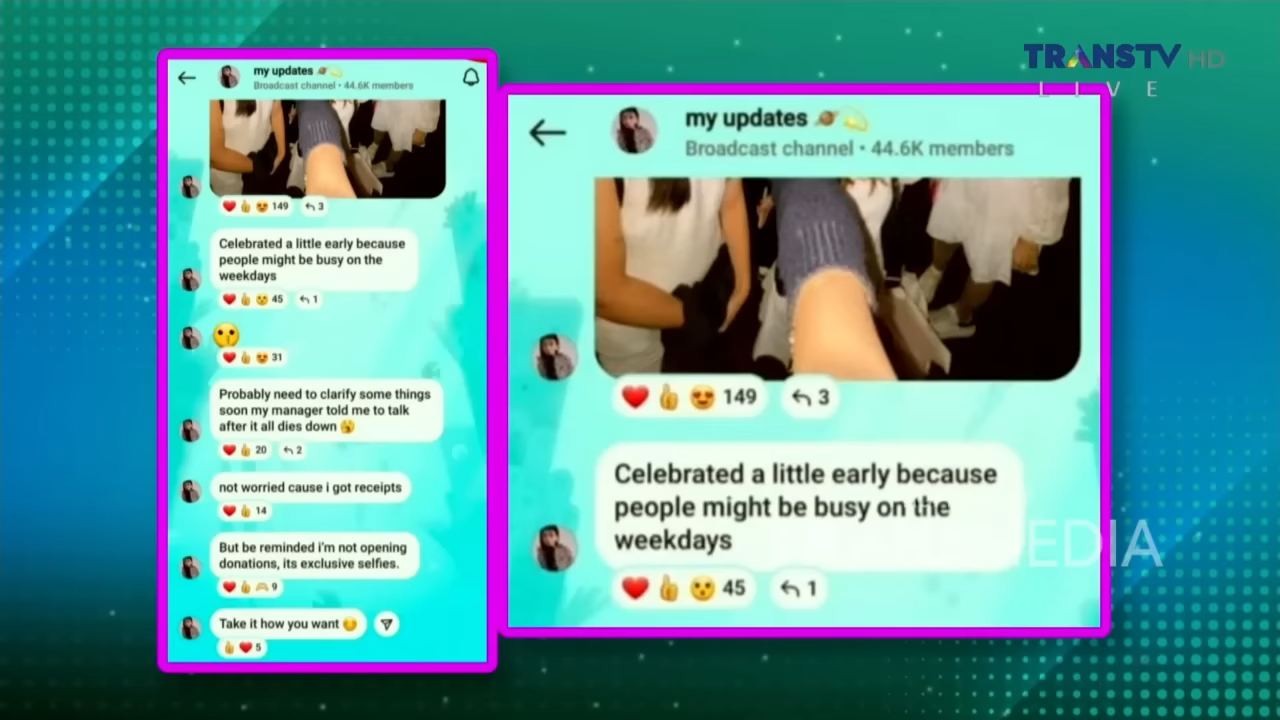 TRANSTV HD
LIVE
my updates
Broadcast channel • 44.6K members
149
3
Celebrated a little early because
people might be busy on the
weekdays
45
1
31
Probably need to clarify some things
soon my manager told me to talk
after it all dies down
20
2
not worried cause i got receipts
14
But be reminded i'm not opening
donations, its exclusive selfies.
9
Take it how you want
5
my updates
Broadcast channel • 44.6K members
149
3
Celebrated a little early because
people might be busy on the
weekdays
45
1